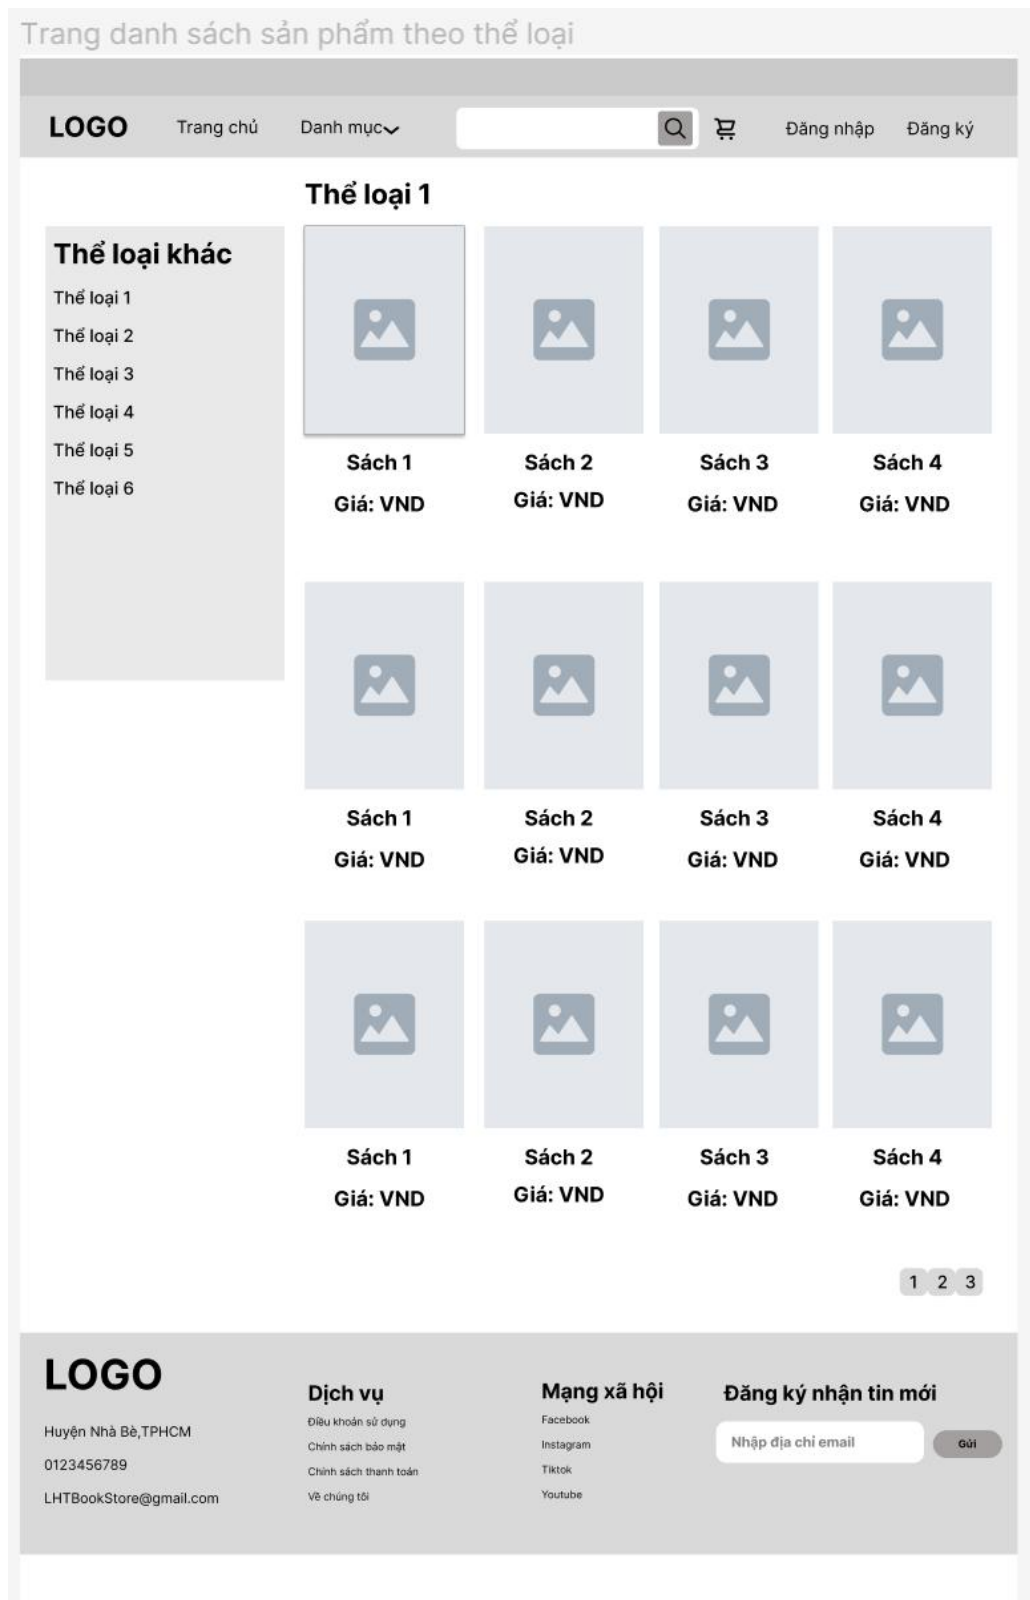 Trang danh sách sản phẩm theo thể loại
LOGO Trang chủ Danh mục Đăng nhập Đăng ký
Thể loại 1
Thể loại khác
Thể loại 1
Thể loại 2
Thể loại 3
Thể loại 4
Thể loại 5
Thể loại 6
Sách 1 Sách 2 Sách 3 Sách 4
Giá: VND Giá: VND Giá: VND Giá: VND
Sách 1 Sách 2 Sách 3 Sách 4
Giá: VND Giá: VND Giá: VND Giá: VND
Sách 1 Sách 2 Sách 3 Sách 4
Giá: VND Giá: VND Giá: VND Giá: VND
1 2 3
LOGO
Huyện Nhà Bè,TPHCM
0123456789
LHTBookStore@gmail.com
Dịch vụ
Điều khoản sử dụng
Chính sách bảo mật
Chính sách thanh toán
Về chúng tôi
Mạng xã hội
Facebook
Instagram
Tiktok
Youtube
Đăng ký nhận tin mới
Nhập địa chỉ email Gửi